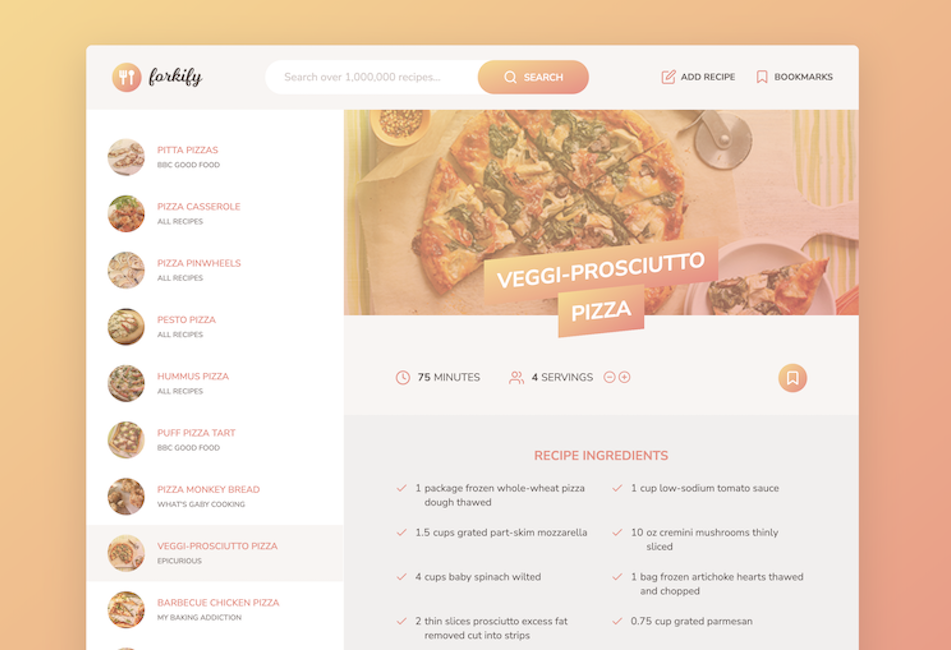 forkify
Search over 1,000,000 recipes...
SEARCH
ADD RECIPE
BOOKMARKS
PITTA PIZZAS
BBC GOOD FOOD
PIZZA CASSEROLE
ALL RECIPES
PIZZA PINWHEELS
ALL RECIPES
PESTO PIZZA
ALL RECIPES
HUMMUS PIZZA
ALL RECIPES
PUFF PIZZA TART
BBC GOOD FOOD
PIZZA MONKEY BREAD
WHAT'S GABY COOKING
VEGGI-PROSCIUTTO PIZZA
EPICURIOUS
BARBECUE CHICKEN PIZZA
MY BAKING ADDICTION
VEGGI-PROSCIUTTO
PIZZA
75 MINUTES
4 SERVINGS
RECIPE INGREDIENTS
1 package frozen whole-wheat pizza
dough thawed
1 cup low-sodium tomato sauce
1.5 cups grated part-skim mozzarella
10 oz cremini mushrooms thinly
sliced
4 cups baby spinach wilted
1 bag frozen artichoke hearts thawed
and chopped
2 thin slices prosciutto excess fat
removed cut into strips
0.75 cup grated parmesan